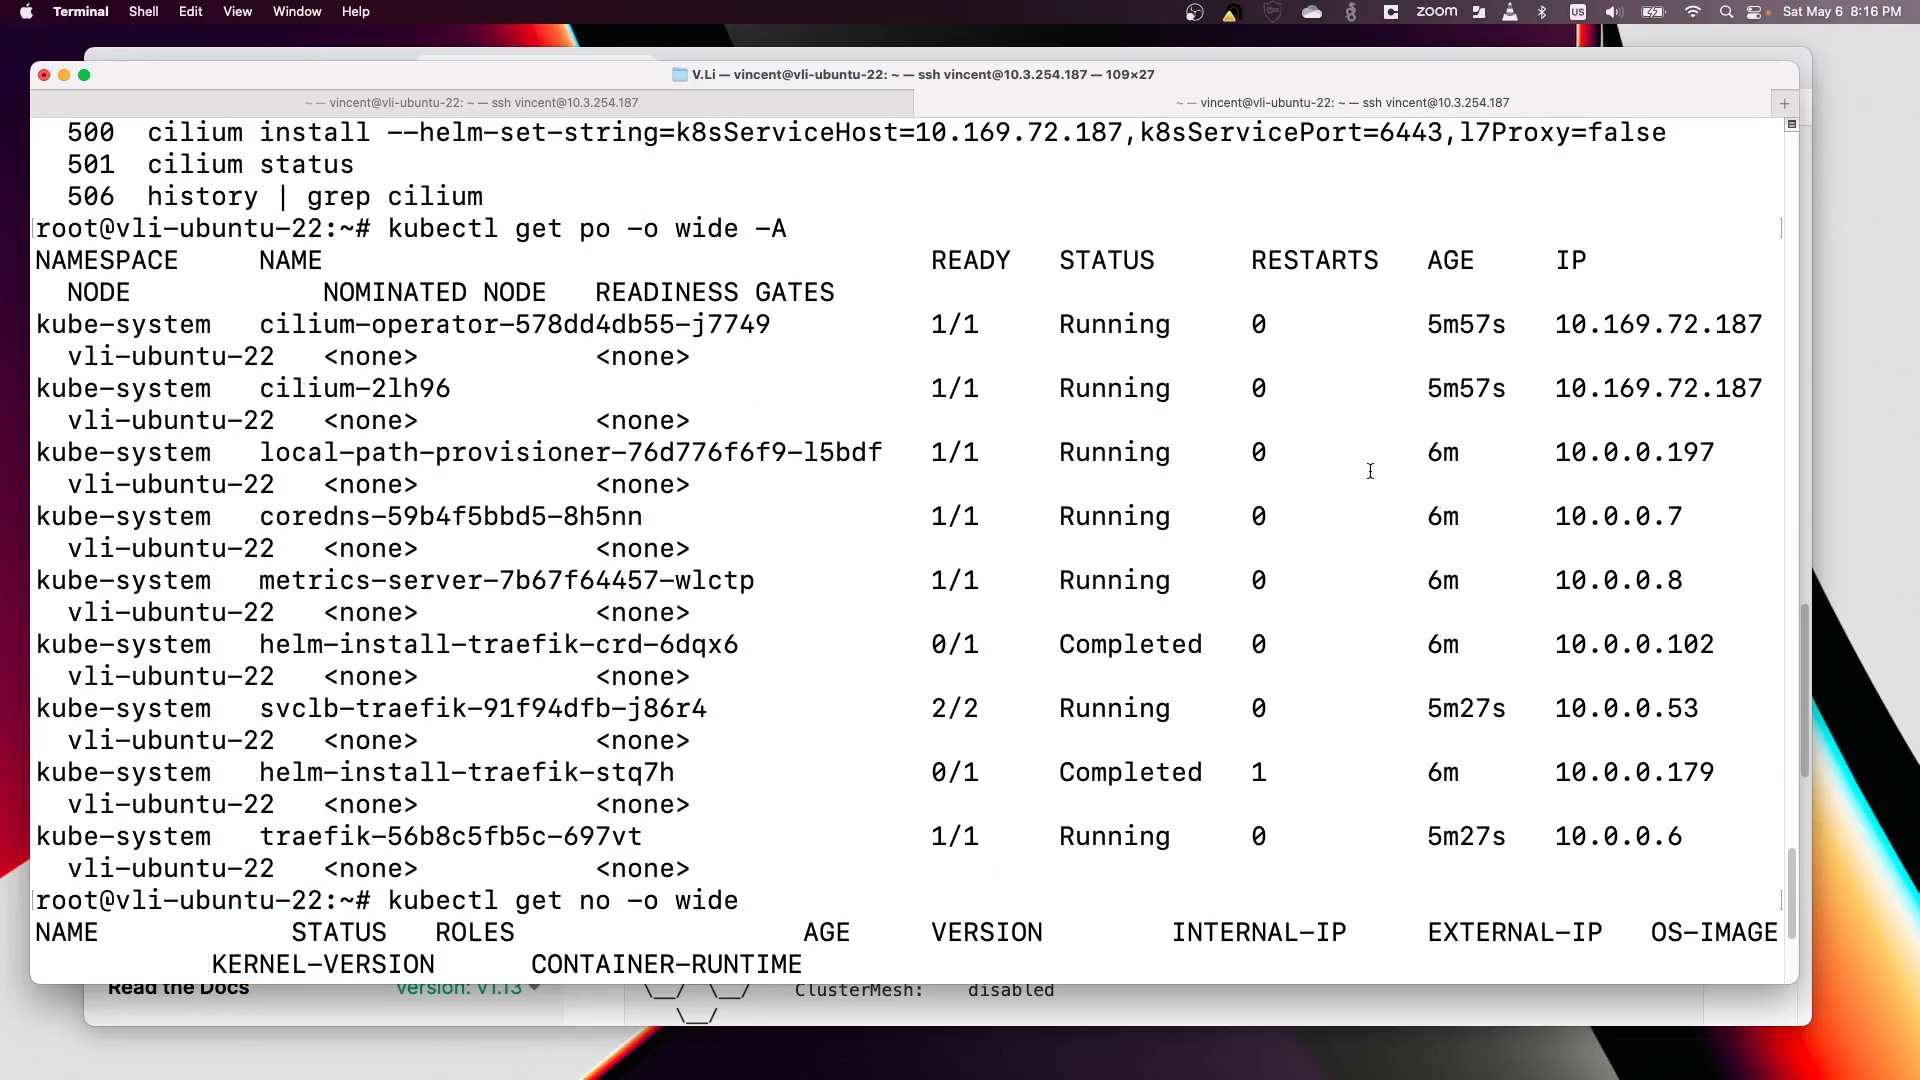 Terminal Shell Edit View Window Help zoom US Sat May 6 8:16 PM
V.Li — vincent@vli-ubuntu-22: ~ — ssh vincent@10.3.254.187 — 109×27
~ — vincent@vli-ubuntu-22: ~ — ssh vincent@10.3.254.187 ~ — vincent@vli-ubuntu-22: ~ — ssh vincent@10.3.254.187 +
500 cilium install --helm-set-string=k8sServiceHost=10.169.72.187,k8sServicePort=6443,l7Proxy=false
501 cilium status
506 history | grep cilium
[root@vli-ubuntu-22:~# kubectl get po -o wide -A ]
NAMESPACE NAME READY STATUS RESTARTS AGE IP
NODE NOMINATED NODE READINESS GATES
kube-system cilium-operator-578dd4db55-j7749 1/1 Running 0 5m57s 10.169.72.187
vli-ubuntu-22 <none> <none>
kube-system cilium-2lh96 1/1 Running 0 5m57s 10.169.72.187
vli-ubuntu-22 <none> <none>
kube-system local-path-provisioner-76d776f6f9-l5bdf 1/1 Running 0 6m 10.0.0.197
vli-ubuntu-22 <none> <none>
kube-system coredns-59b4f5bbd5-8h5nn 1/1 Running 0 6m 10.0.0.7
vli-ubuntu-22 <none> <none>
kube-system metrics-server-7b67f64457-wlctp 1/1 Running 0 6m 10.0.0.8
vli-ubuntu-22 <none> <none>
kube-system helm-install-traefik-crd-6dqx6 0/1 Completed 0 6m 10.0.0.102
vli-ubuntu-22 <none> <none>
kube-system svclb-traefik-91f94dfb-j86r4 2/2 Running 0 5m27s 10.0.0.53
vli-ubuntu-22 <none> <none>
kube-system helm-install-traefik-stq7h 0/1 Completed 1 6m 10.0.0.179
vli-ubuntu-22 <none> <none>
kube-system traefik-56b8c5fb5c-697vt 1/1 Running 0 5m27s 10.0.0.6
vli-ubuntu-22 <none> <none>
[root@vli-ubuntu-22:~# kubectl get no -o wide ]
NAME STATUS ROLES AGE VERSION INTERNAL-IP EXTERNAL-IP OS-IMAGE
KERNEL-VERSION CONTAINER-RUNTIME
Read the Docs Version: v1.13 \__/ \__/ ClusterMesh: disabled
\__/